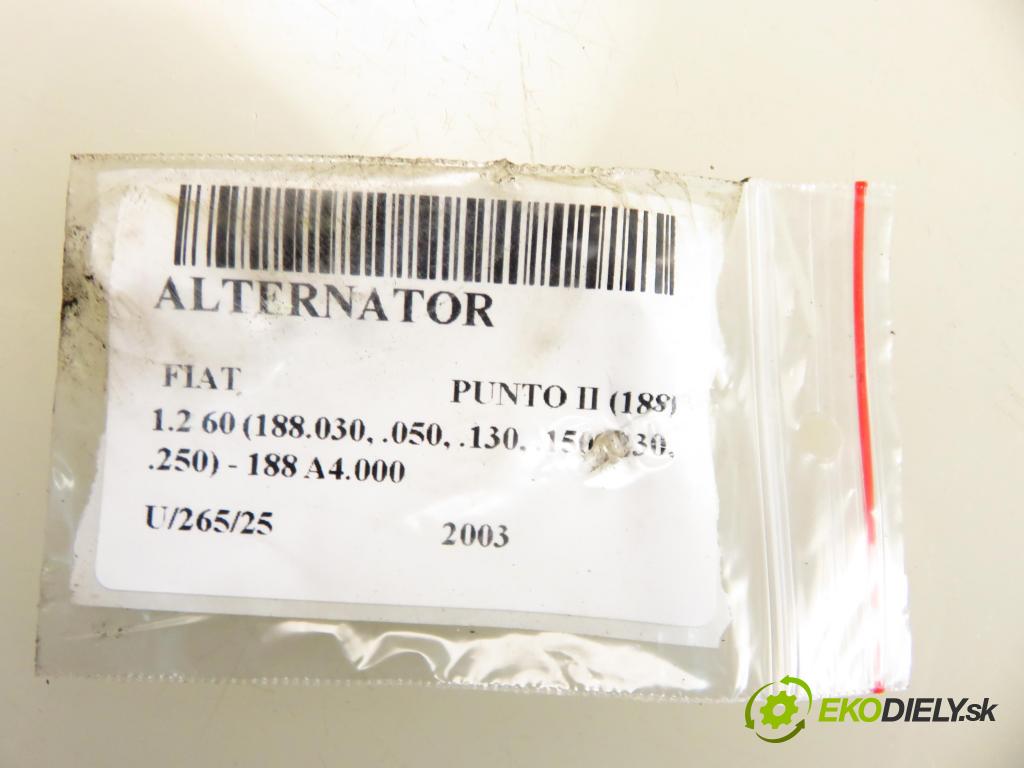 ALTERNATOR
FIAT PUNTO II (188)
1.2 60 (188.030, .050, .130, .150, .230,
.250) - 188 A4.000
U/265/25 2003
EKODIELY.sk